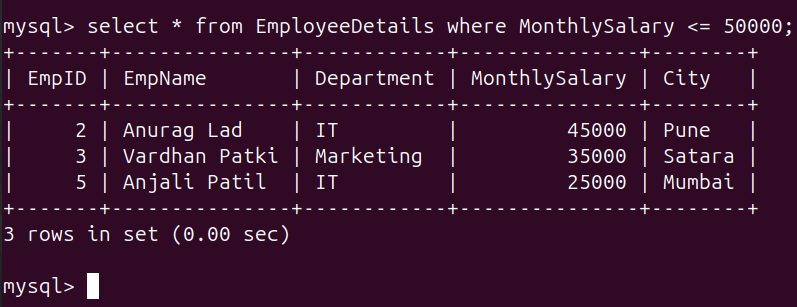 mysql> select * from EmployeeDetails where MonthlySalary <= 50000;
+-------+---------------+------------+---------------+--------+
| EmpID | EmpName       | Department | MonthlySalary | City   |
+-------+---------------+------------+---------------+--------+
|     2 | Anurag Lad    | IT         |         45000 | Pune   |
|     3 | Vardhan Patki | Marketing  |         35000 | Satara |
|     5 | Anjali Patil  | IT         |         25000 | Mumbai |
+-------+---------------+------------+---------------+--------+
3 rows in set (0.00 sec)
mysql>